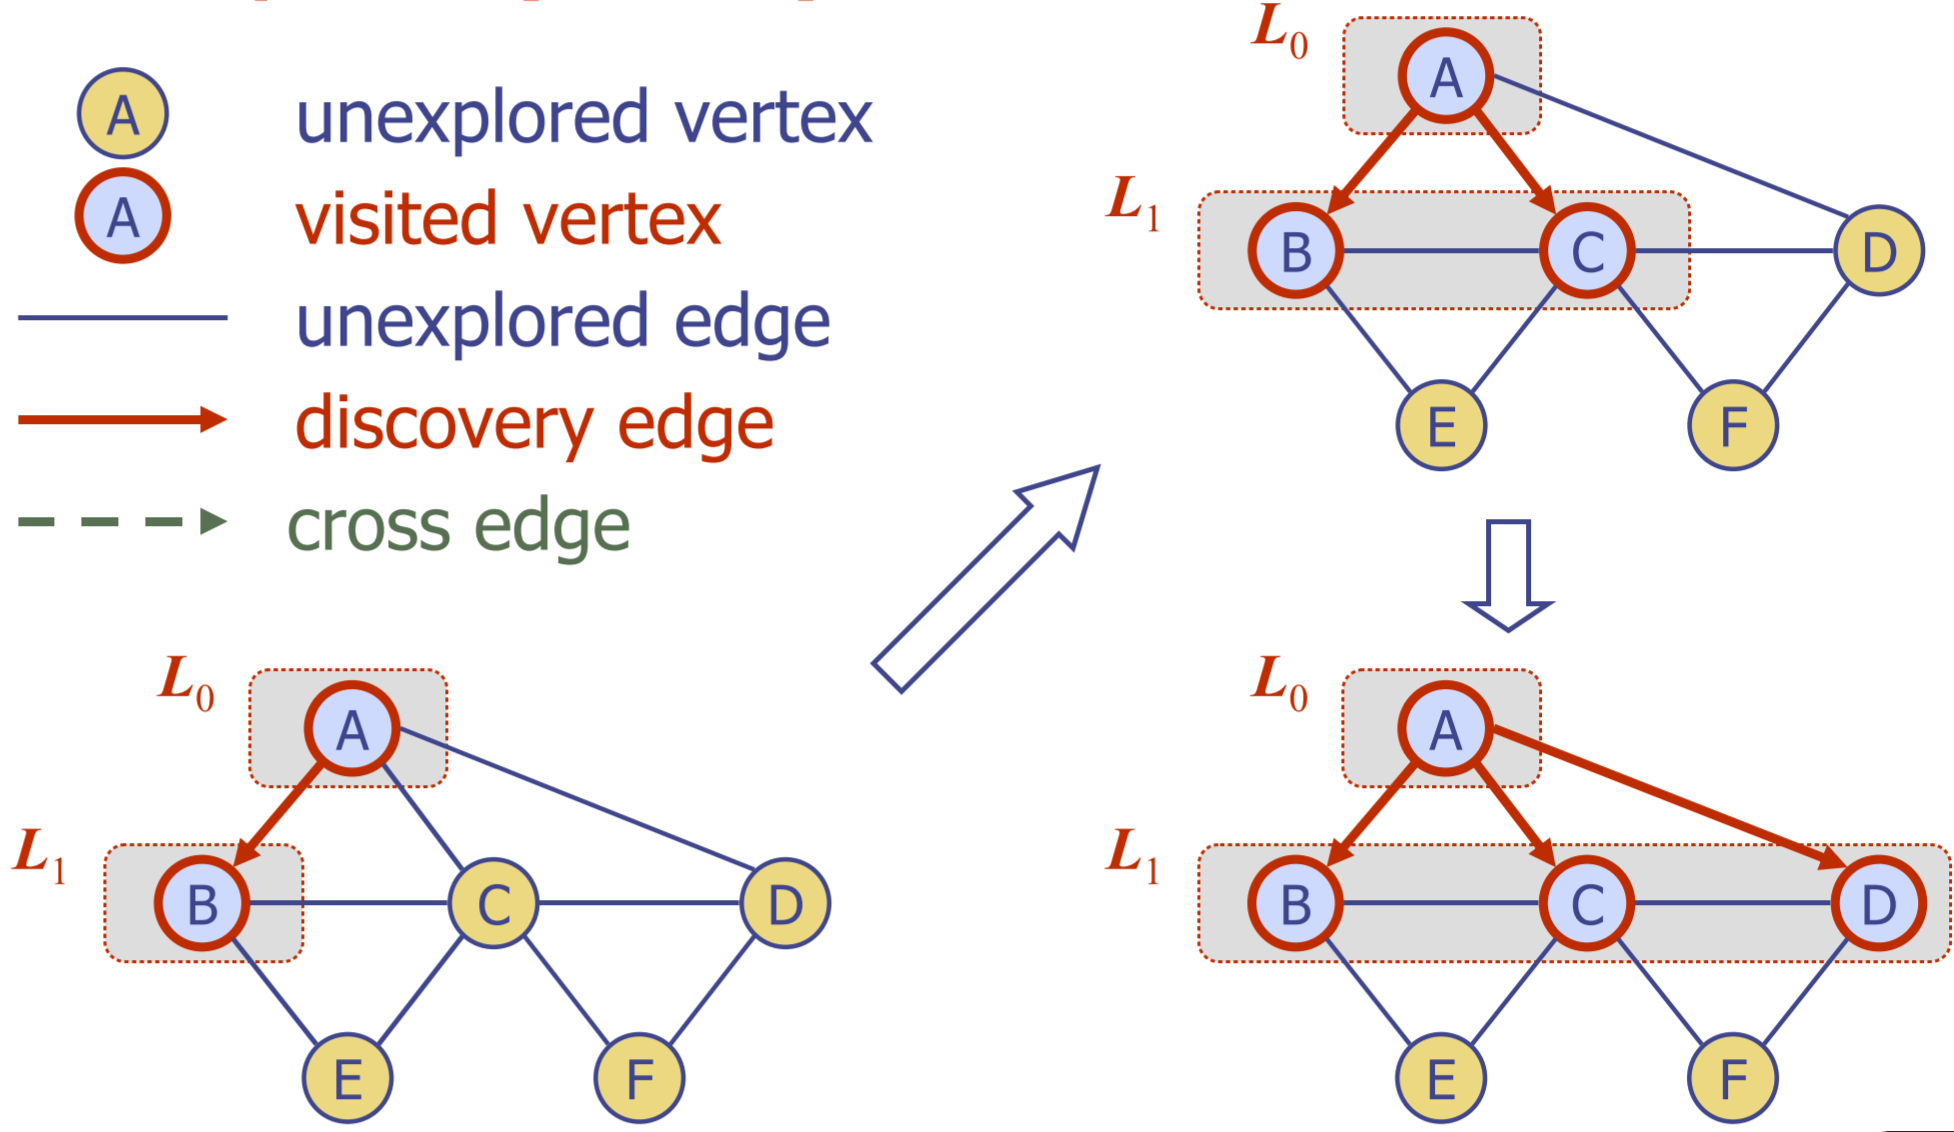 A unexplored vertex
A visited vertex
unexplored edge
discovery edge
cross edge
L0
A
L1
B C D
E F
L0
A
L1
B C D
E F
L0
A
L1
B C D
E F